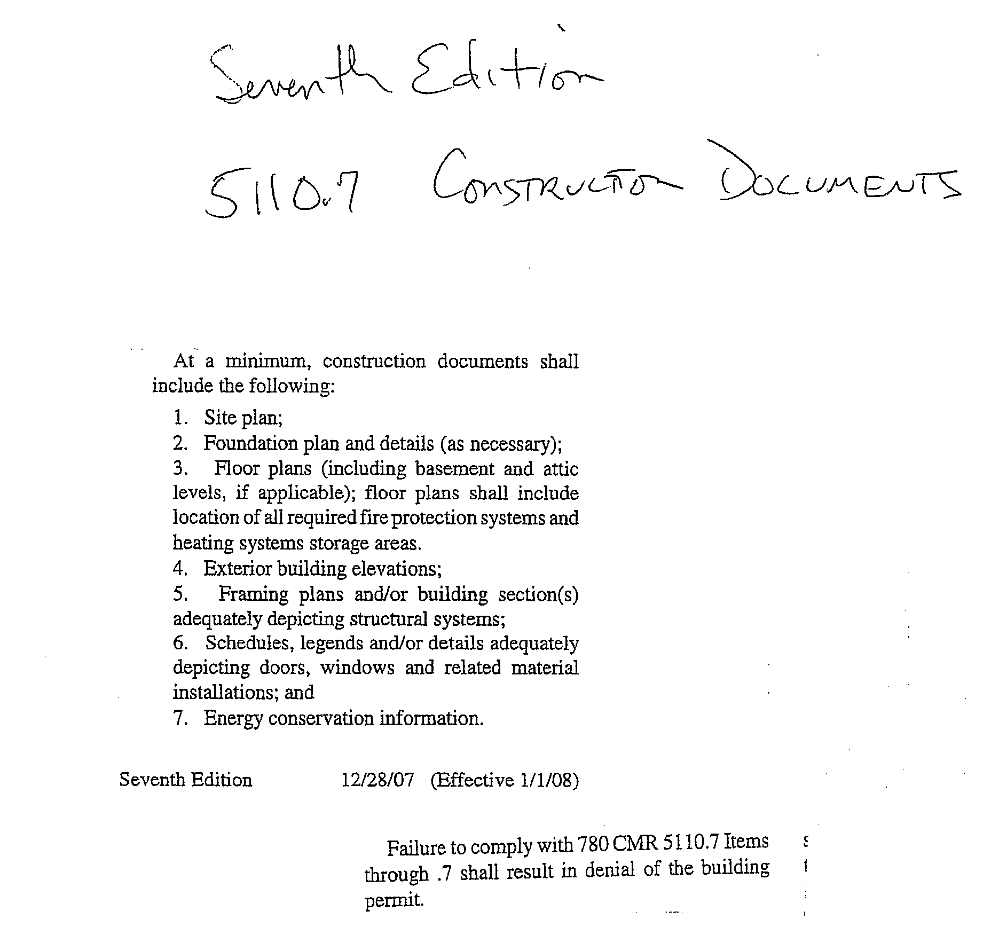 Seventh Edition
5110.7 CONSTRUCTION DOCUMENTS
At a minimum, construction documents shall
include the following:
1. Site plan;
2. Foundation plan and details (as necessary);
3. Floor plans (including basement and attic
levels, if applicable); floor plans shall include
location of all required fire protection systems and
heating systems storage areas.
4. Exterior building elevations;
5. Framing plans and/or building section(s)
adequately depicting structural systems;
6. Schedules, legends and/or details adequately
depicting doors, windows and related material
installations; and
7. Energy conservation information.
Seventh Edition 12/28/07 (Effective 1/1/08)
Failure to comply with 780 CMR 5110.7 Items
through .7 shall result in denial of the building
permit.